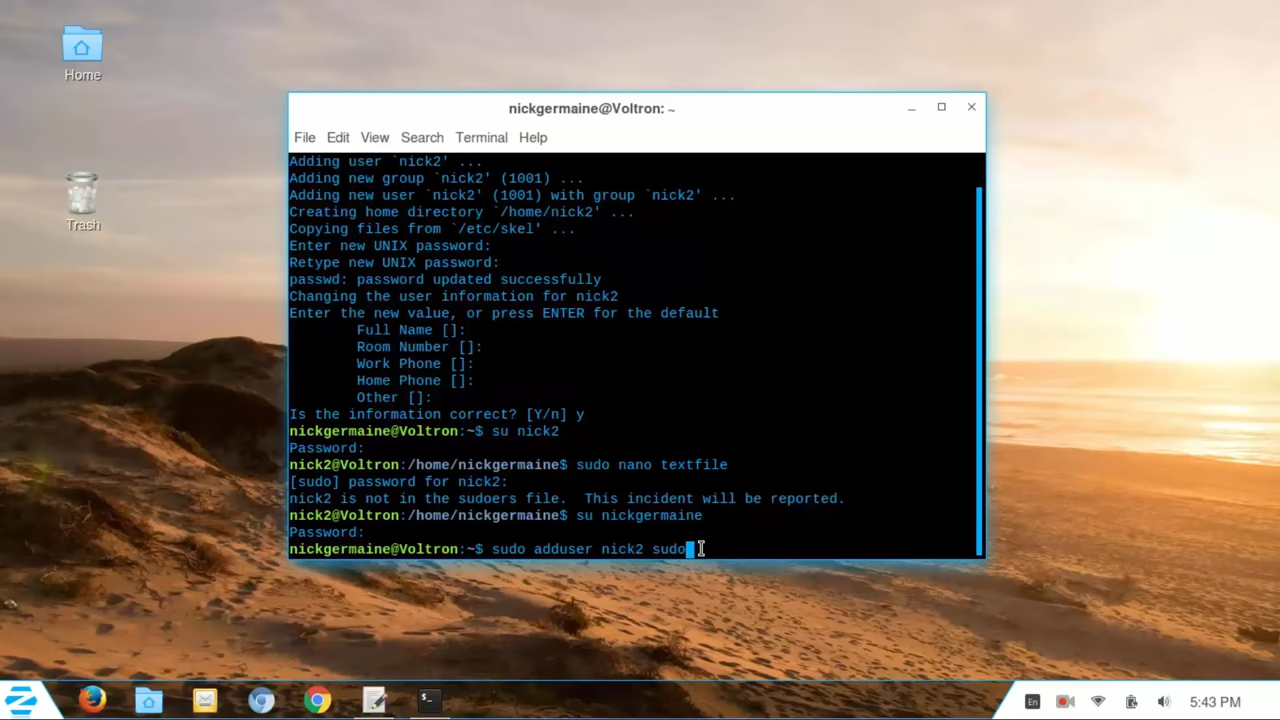 Home
Trash
nickgermaine@Voltron: ~
File Edit View Search Terminal Help
Adding user `nick2' ...
Adding new group `nick2' (1001) ...
Adding new user `nick2' (1001) with group `nick2' ...
Creating home directory `/home/nick2' ...
Copying files from `/etc/skel' ...
Enter new UNIX password:
Retype new UNIX password:
passwd: password updated successfully
Changing the user information for nick2
Enter the new value, or press ENTER for the default
Full Name []:
Room Number []:
Work Phone []:
Home Phone []:
Other []:
Is the information correct? [Y/n] y
nickgermaine@Voltron:~$ su nick2
Password:
nick2@Voltron:/home/nickgermaine$ sudo nano textfile
[sudo] password for nick2:
nick2 is not in the sudoers file.  This incident will be reported.
nick2@Voltron:/home/nickgermaine$ su nickgermaine
Password:
nickgermaine@Voltron:~$ sudo adduser nick2 sudo
En
5:43 PM